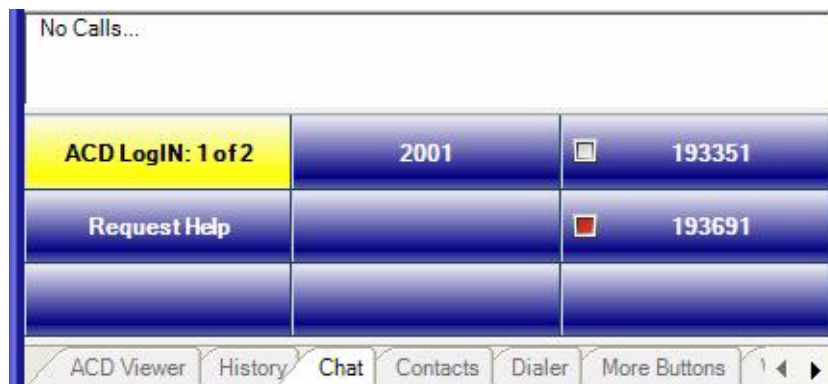 No Calls...
ACD LogIN: 1 of 2 2001 193351
Request Help 193691
ACD Viewer History Chat Contacts Dialer More Buttons